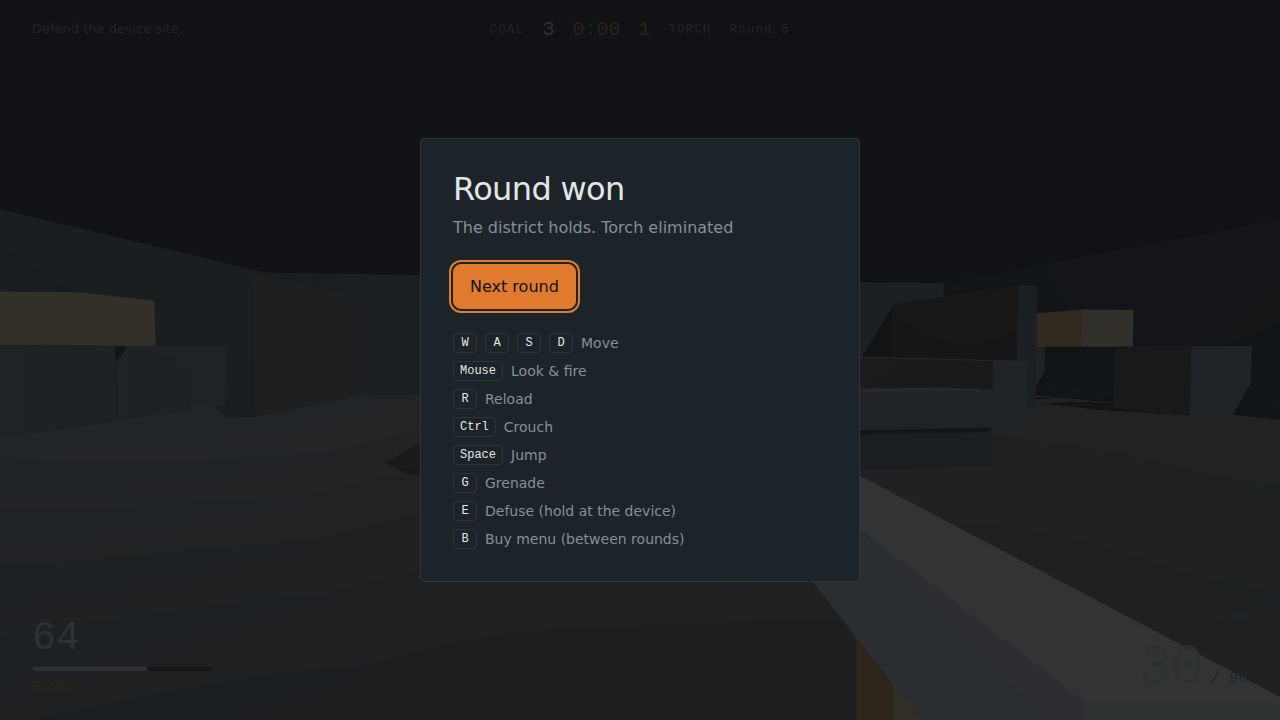 Defend the device site.
COAL 3 0:00 1 TORCH Round 5
Round won
The district holds. Torch eliminated
Next round
W A S D Move
Mouse Look & fire
R Reload
Ctrl Crouch
Space Jump
G Grenade
E Defuse (hold at the device)
B Buy menu (between rounds)
64
30 / 90